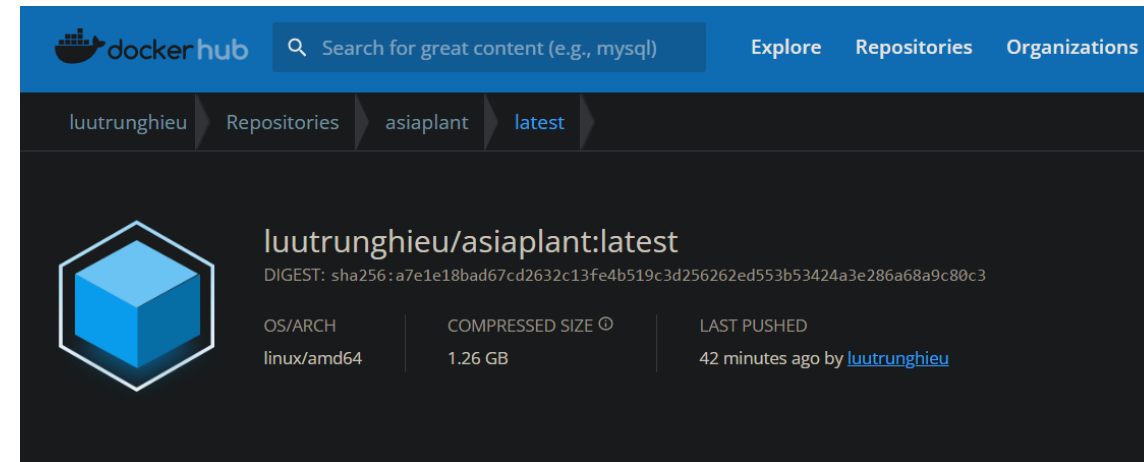 dockerhub Search for great content (e.g., mysql) Explore Repositories Organizations
luutrunghieu Repositories asiaplant latest
luutrunghieu/asiaplant:latest
DIGEST: sha256:a7e1e18bad67cd2632c13fe4b519c3d256262ed553b53424a3e286a68a9c80c3
OS/ARCH COMPRESSED SIZE LAST PUSHED
linux/amd64 1.26 GB 42 minutes ago by luutrunghieu